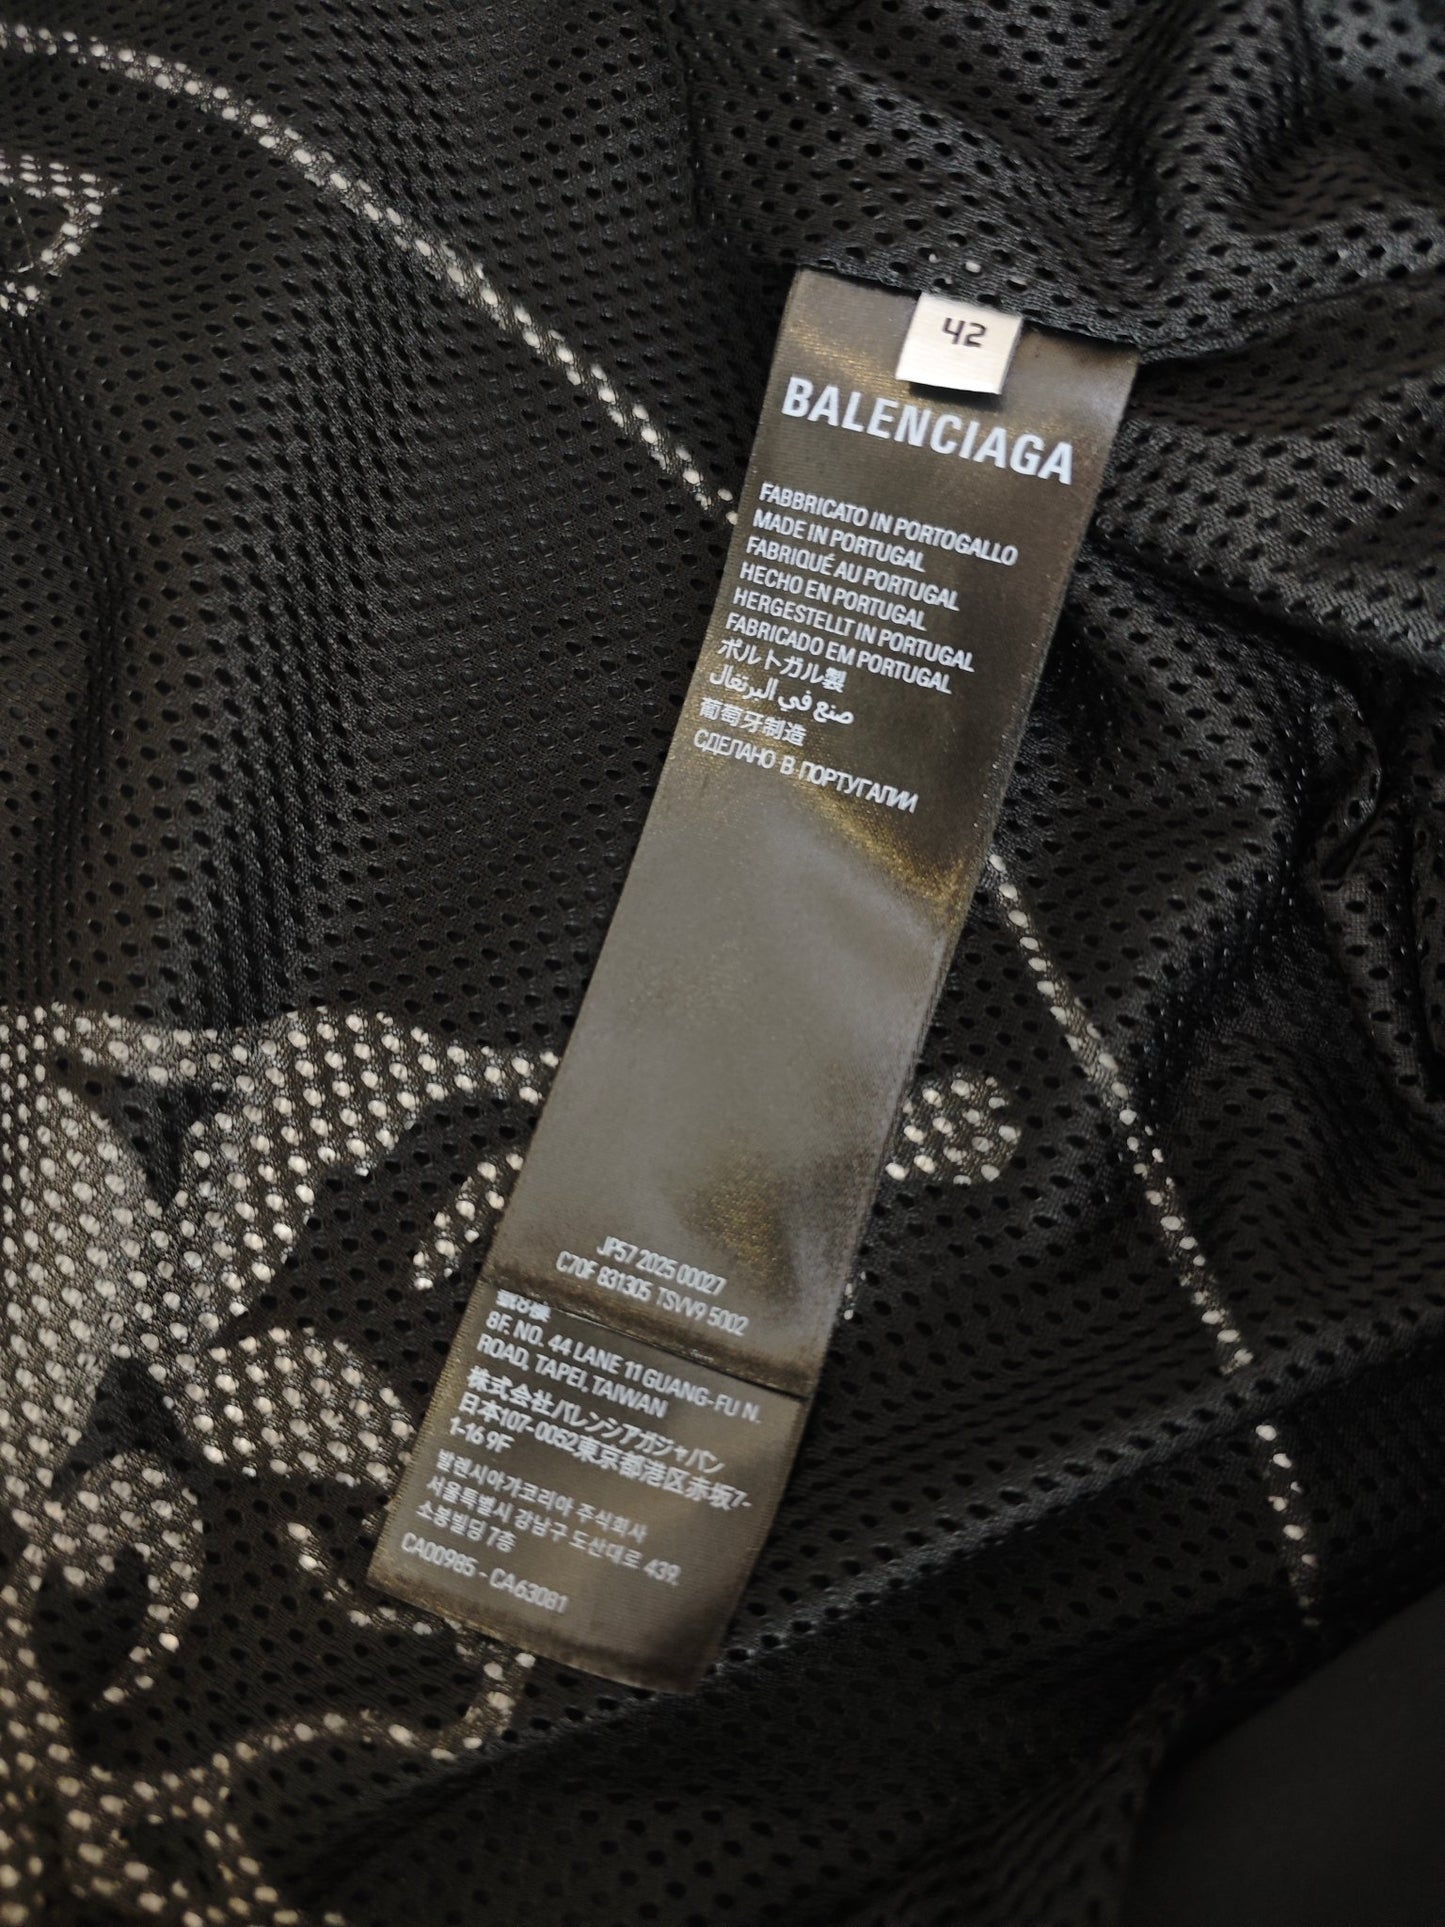 42
BALENCIAGA
FABBRICATO IN PORTOGALLO
MADE IN PORTUGAL
FABRIQUÉ AU PORTUGAL
HECHO EN PORTUGAL
HERGESTELLT IN PORTUGAL
FABRICADO EM PORTUGAL
ポルトガル製
صنع في البرتغال
葡萄牙制造
СДЕЛАНО В ПОРТУГАЛИИ
JP57 2025 00027
C70F 831305 TSVV9 5002
8F. NO. 44 LANE 11 GUANG-FU N.
ROAD, TAPEI, TAIWAN
株式会社バレンシアガジャパン
日本107-0052東京都港区赤坂7-
1-16 9F
발렌시아가코리아 주식회사
서울특별시 강남구 도산대로 439,
소봉빌딩 7층
CA00985 - CA63081